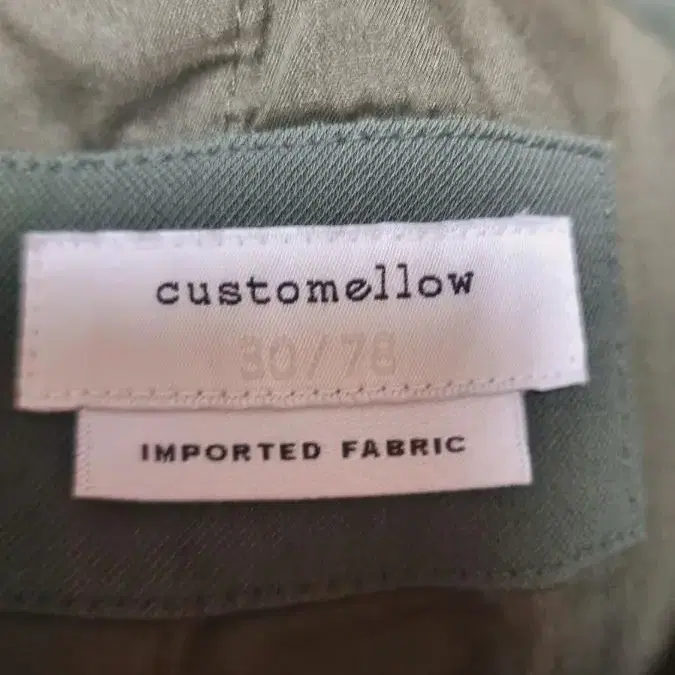 customellow
30/78
IMPORTED FABRIC